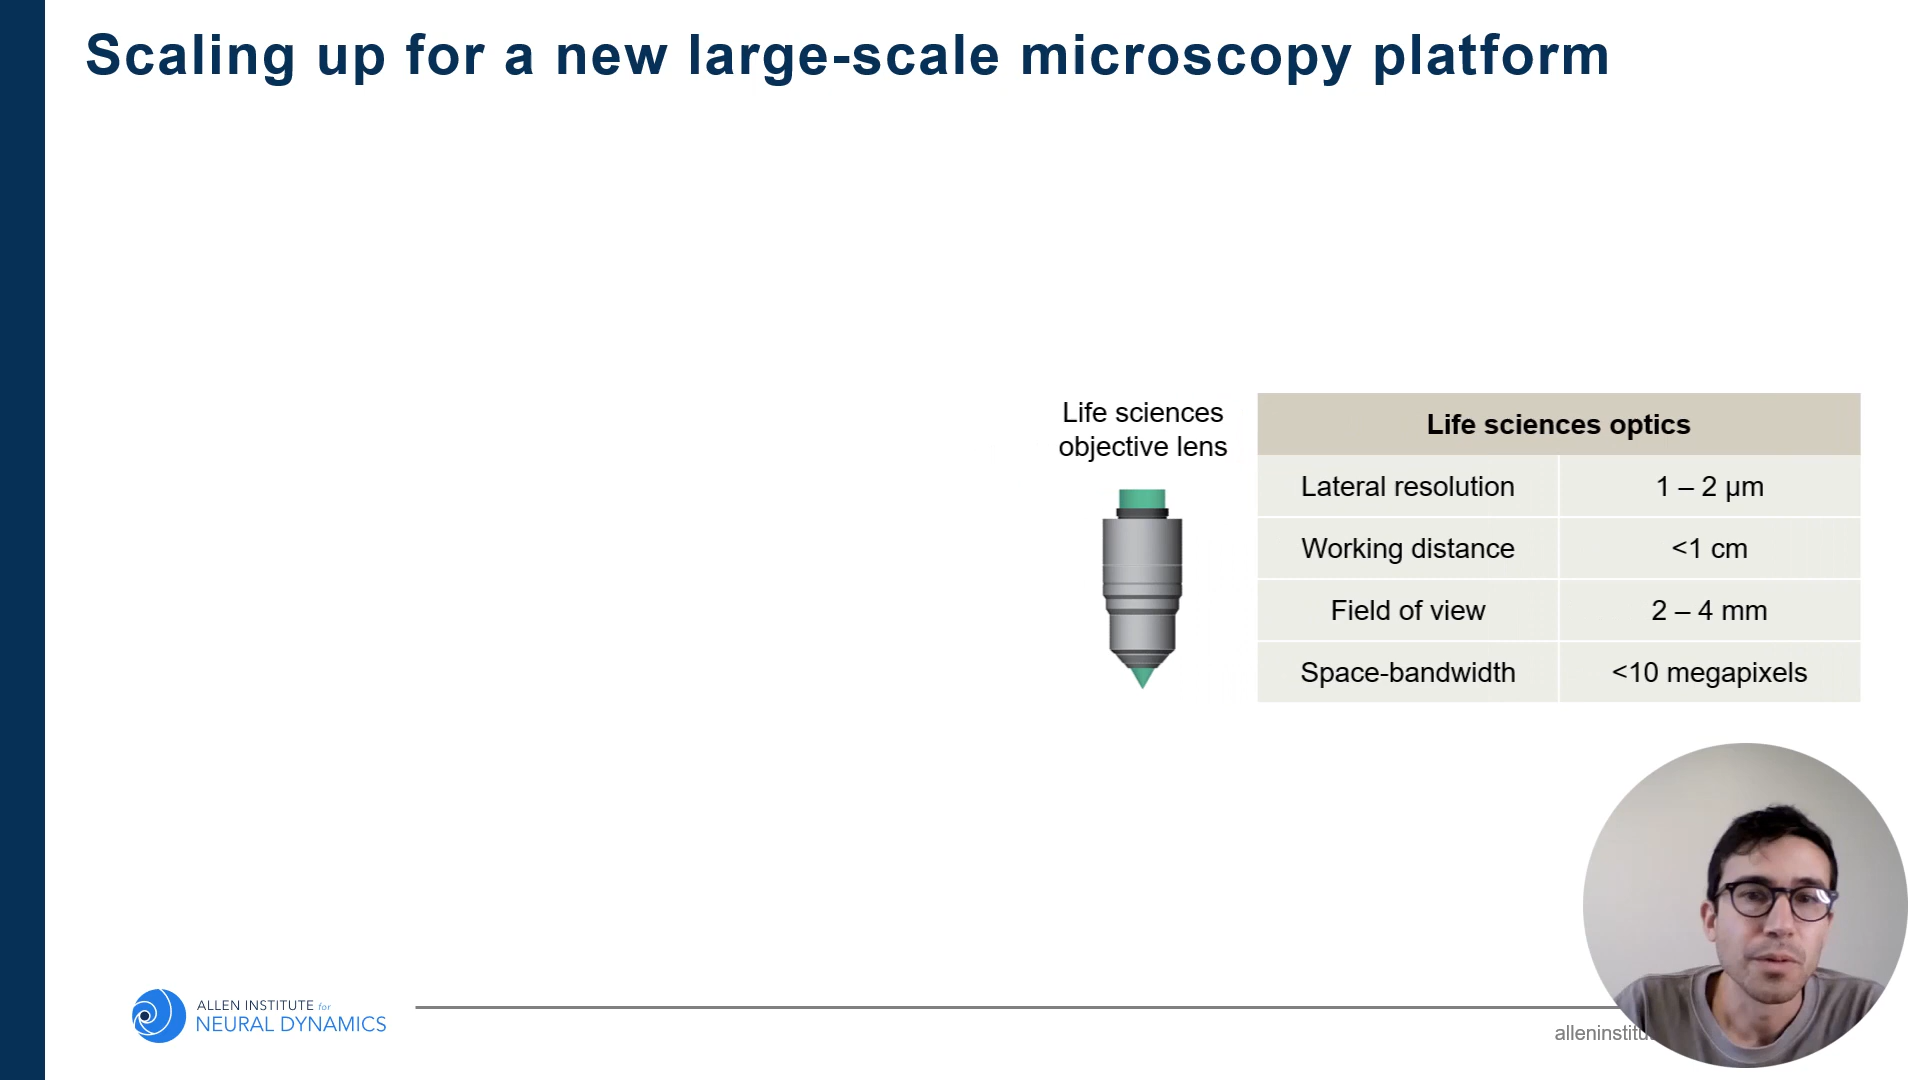 Scaling up for a new large-scale microscopy platform
Life sciences
objective lens
Life sciences optics
Lateral resolution 1 – 2 µm
Working distance <1 cm
Field of view 2 – 4 mm
Space-bandwidth <10 megapixels
ALLEN INSTITUTE for
NEURAL DYNAMICS